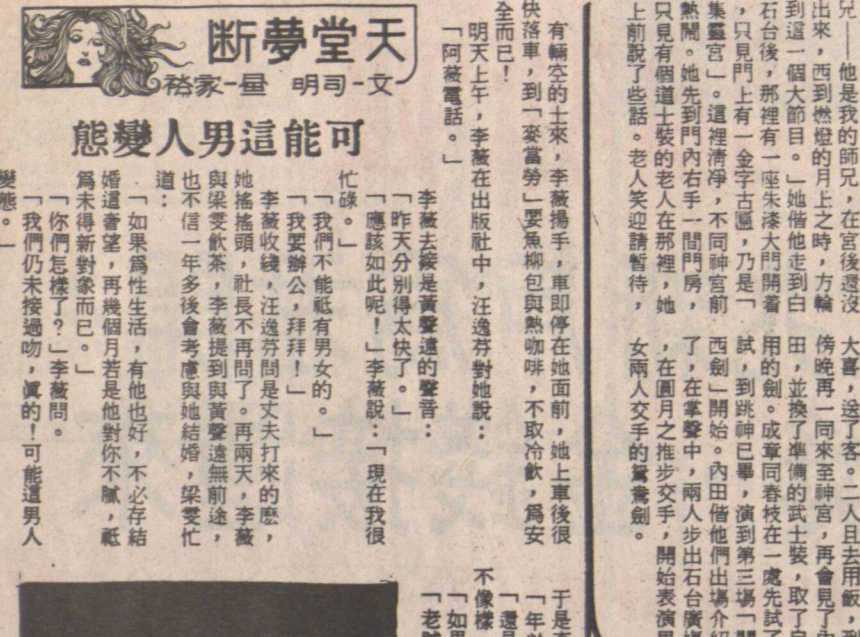 兄——他是我的師兄，在宮後還沒
出來，西到燃燈的月上之時，方輪
到這一個大節目。」她偕他走到白
石台後，那裡有一座朱漆大門開着
，只見門上有一金字古匾，乃是「
集靈宮」。這裡清凈，不同神宮前
熱鬧。她先到門內右手一間門房，
只見有個道士裝的老人在那裡，她
上前說了些話。老人笑迎請暫待，
大喜，送了客。二人且去用飯，
傍晚再一同來至神宮，再會見了
田，並換了準備的武士裝，取了
用的劍。成章同春枝在一處先試
試，到跳神已畢，演到第三場「
西劍」開始。內田偕他們出場介
了，在掌聲中，兩人步出石台廣
，在圓月之推步交手，開始表演
女兩人交手的鴛鴦劍。
天堂夢断
文-司明 畫-家裕
可能這男人變態
有輛空的士來，李薇揚手，車即停在她面前，她上車後很
快落車，到「麥當勞」要魚柳包與熱咖啡，不取冷飲，爲安
全而已！
明天上午，李薇在出版社中，汪逸芬對她說：
「阿薇電話。」
李薇去接是黃聲遠的聲音：
「昨天分別得太快了。」
「應該如此呢！」李薇說：「現在我很
忙碌。」
「我們不能祗有男女的。」
「我要辦公，拜拜！」
李薇收綫，汪逸芬問是丈夫打來的麽，
她搖搖頭，社長不再問了。再兩天，李薇
與梁雯飲茶，李薇提到與黃聲遠無前途，
也不信一年多後會考慮與她結婚，梁雯忙
道：
「如果爲性生活，有他也好，不必存結
婚這奢望，再幾個月若是他對你不膩，祗
爲未得新對象而已。」
「你們怎樣了？」李薇問。
「我們仍未接過吻，眞的！可能這男人
變態。」
于是
「年
「還
不像樣
「如
「老